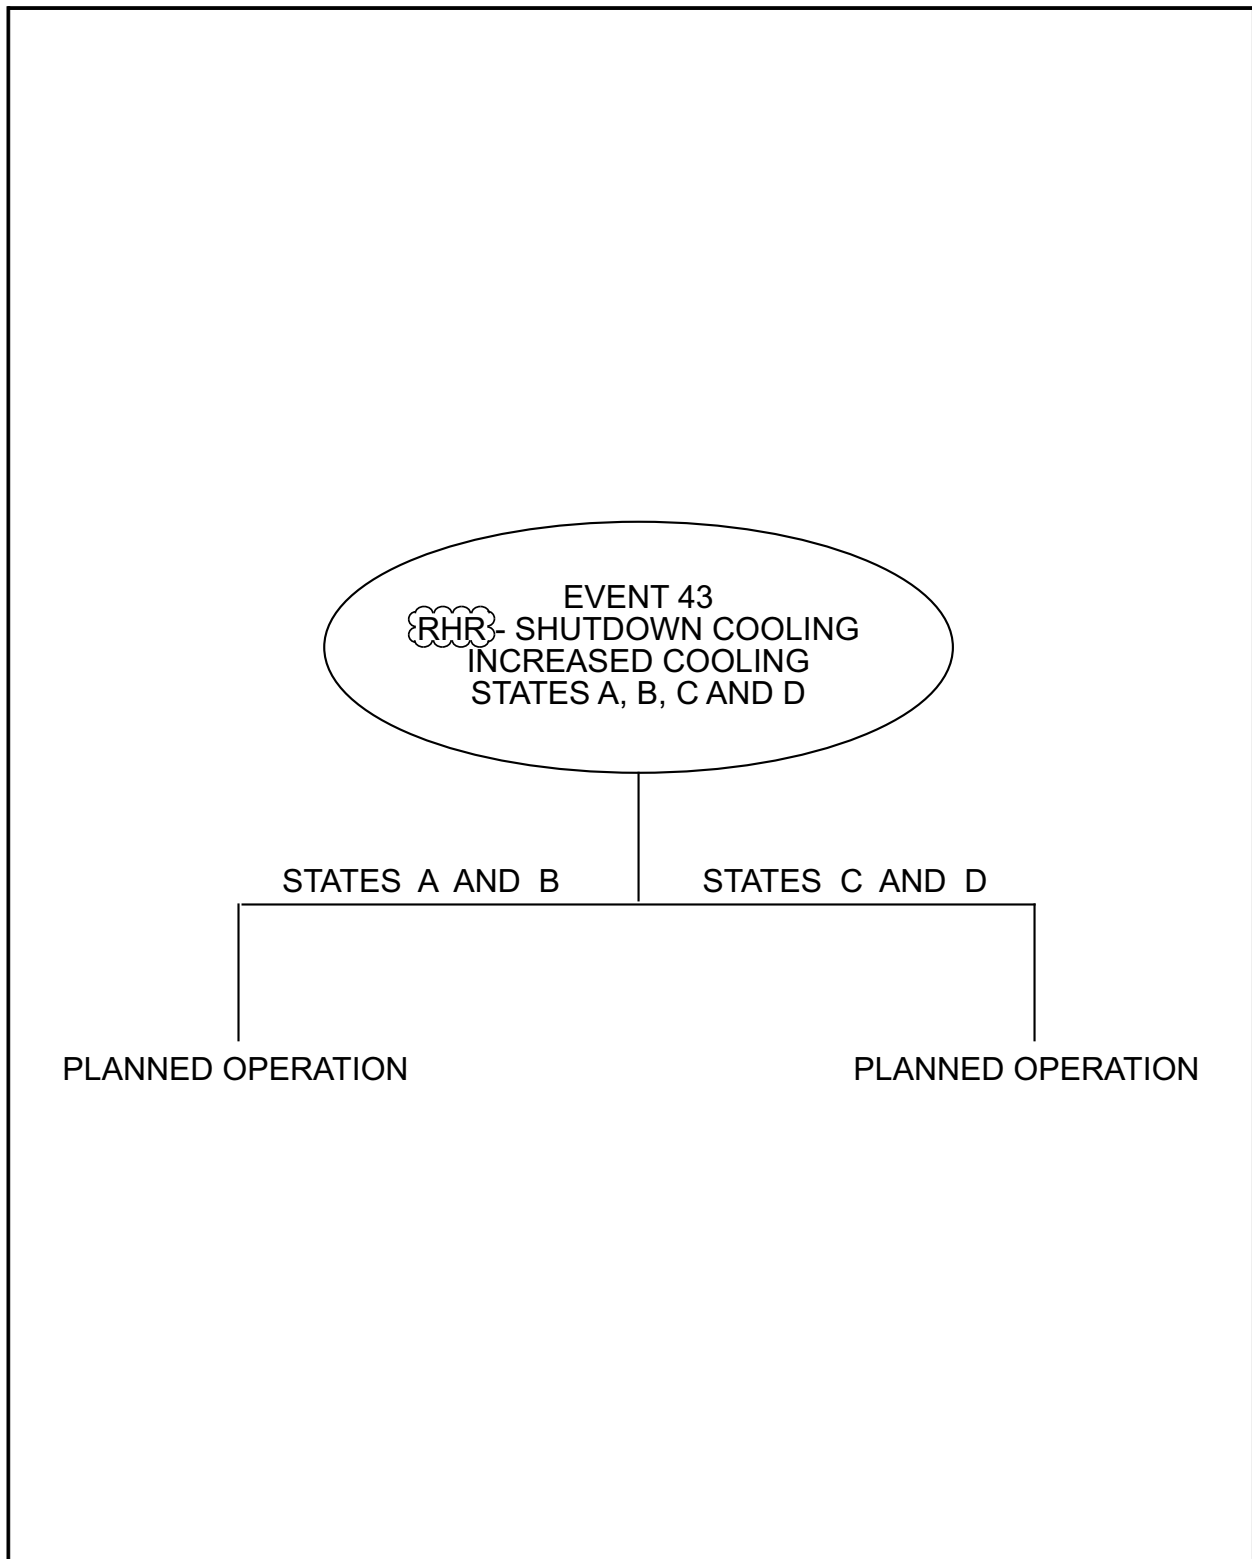 EVENT 43
RHR - SHUTDOWN COOLING
INCREASED COOLING
STATES A, B, C AND D
STATES A AND B
STATES C AND D
PLANNED OPERATION
PLANNED OPERATION